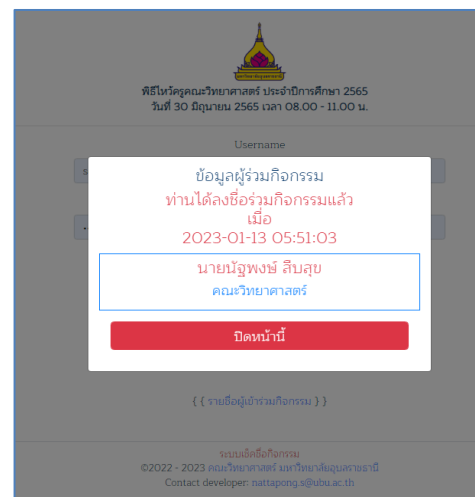 พิธีไหว้ครูคณะวิทยาศาสตร์ ประจำปีการศึกษา 2565
วันที่ 30 มิถุนายน 2565 เวลา 08.00 - 11.00 น.
Username
ข้อมูลผู้ร่วมกิจกรรม
ท่านได้ลงชื่อร่วมกิจกรรมแล้ว
เมื่อ
2023-01-13 05:51:03
นายนัฐพงษ์ สืบสุข
คณะวิทยาศาสตร์
ปิดหน้านี้
{ { รายชื่อผู้เข้าร่วมกิจกรรม } }
ระบบเช็คชื่อกิจกรรม
©2022 - 2023 คณะวิทยาศาสตร์ มหาวิทยาลัยอุบลราชธานี
Contact developer: nattapong.s@ubu.ac.th